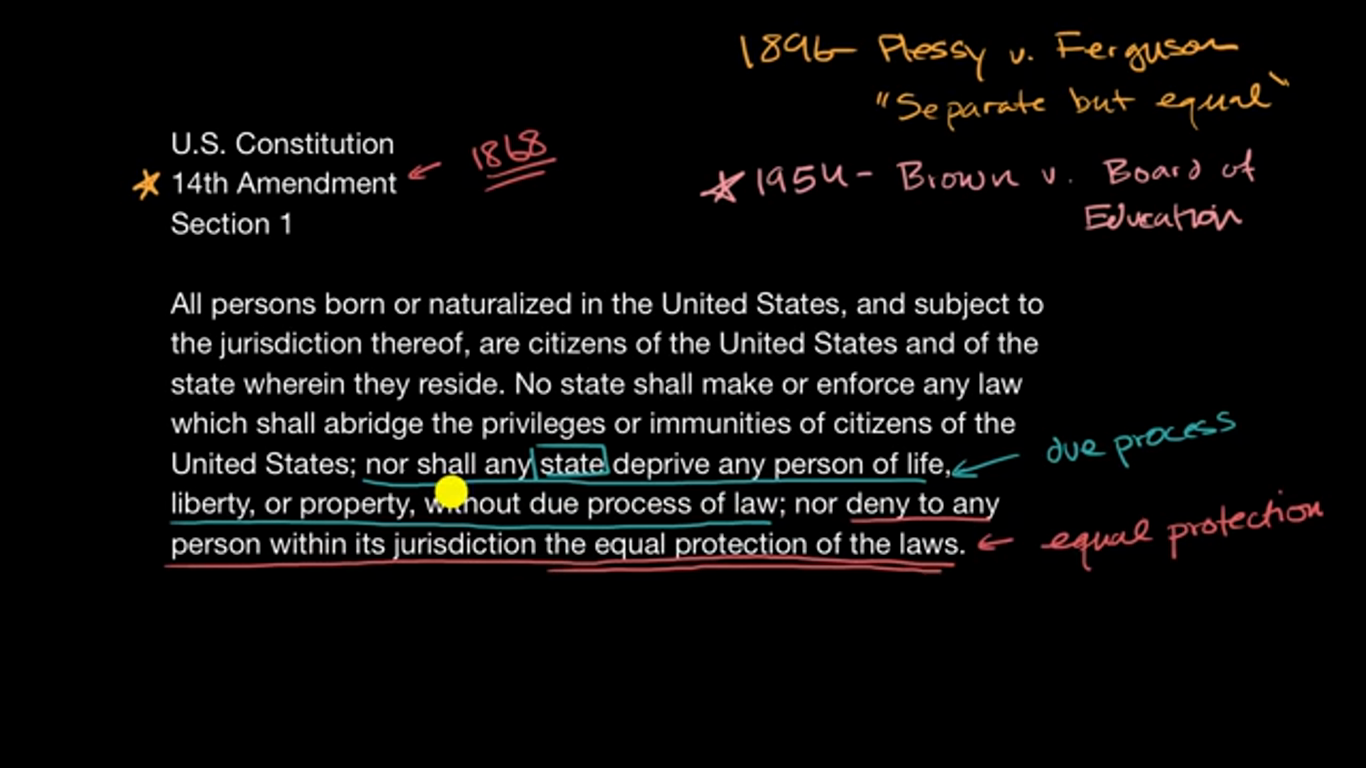 1896- Plessy v. Ferguson
"Separate but equal"
U.S. Constitution
14th Amendment
1868
Section 1
1954- Brown v. Board of
Education
All persons born or naturalized in the United States, and subject to
the jurisdiction thereof, are citizens of the United States and of the
state wherein they reside. No state shall make or enforce any law
which shall abridge the privileges or immunities of citizens of the
United States; nor shall any state deprive any person of life,
due process
liberty, or property, without due process of law; nor deny to any
person within its jurisdiction the equal protection of the laws.
equal protection